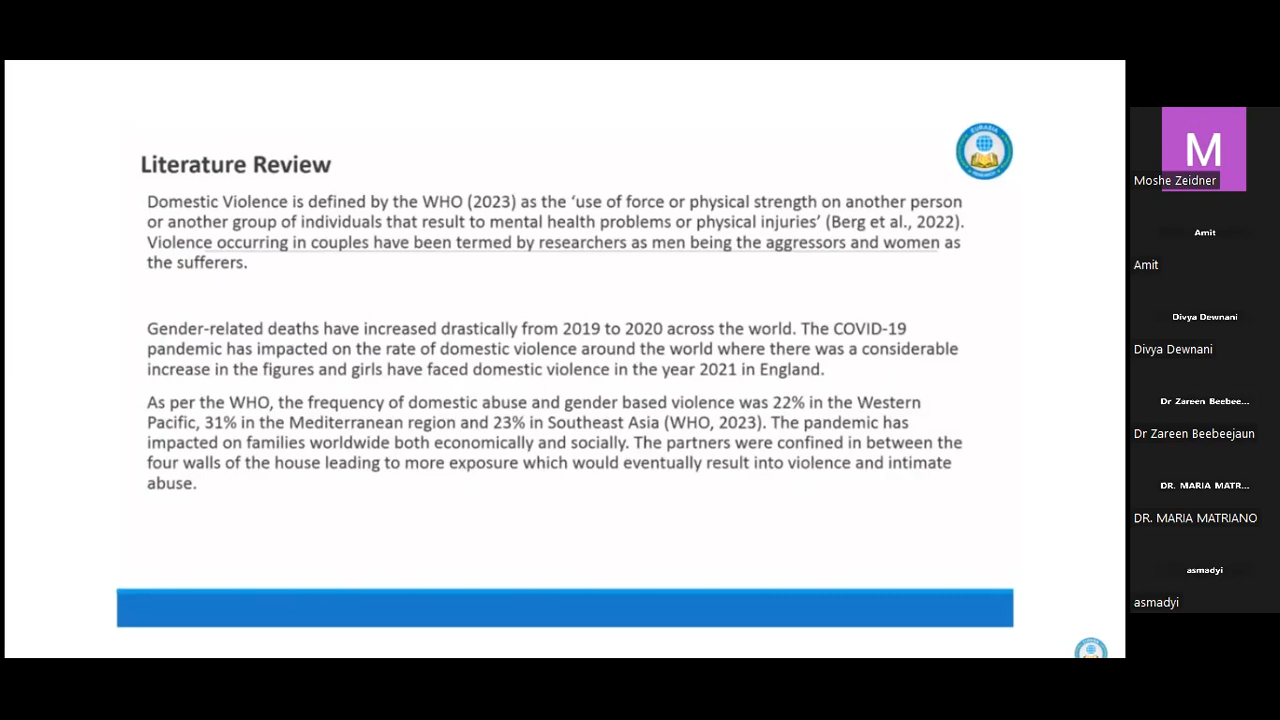 Literature Review
Domestic Violence is defined by the WHO (2023) as the ‘use of force or physical strength on another person
or another group of individuals that result to mental health problems or physical injuries’ (Berg et al., 2022).
Violence occurring in couples have been termed by researchers as men being the aggressors and women as
the sufferers.
Gender-related deaths have increased drastically from 2019 to 2020 across the world. The COVID-19
pandemic has impacted on the rate of domestic violence around the world where there was a considerable
increase in the figures and girls have faced domestic violence in the year 2021 in England.
As per the WHO, the frequency of domestic abuse and gender based violence was 22% in the Western
Pacific, 31% in the Mediterranean region and 23% in Southeast Asia (WHO, 2023). The pandemic has
impacted on families worldwide both economically and socially. The partners were confined in between the
four walls of the house leading to more exposure which would eventually result into violence and intimate
abuse.
EURASIA
RESEARCH
M
Moshe Zeidner
Amit
Amit
Divya Dewnani
Divya Dewnani
Dr Zareen Beebee...
Dr Zareen Beebeejaun
DR. MARIA MATR...
DR. MARIA MATRIANO
asmadyi
asmadyi